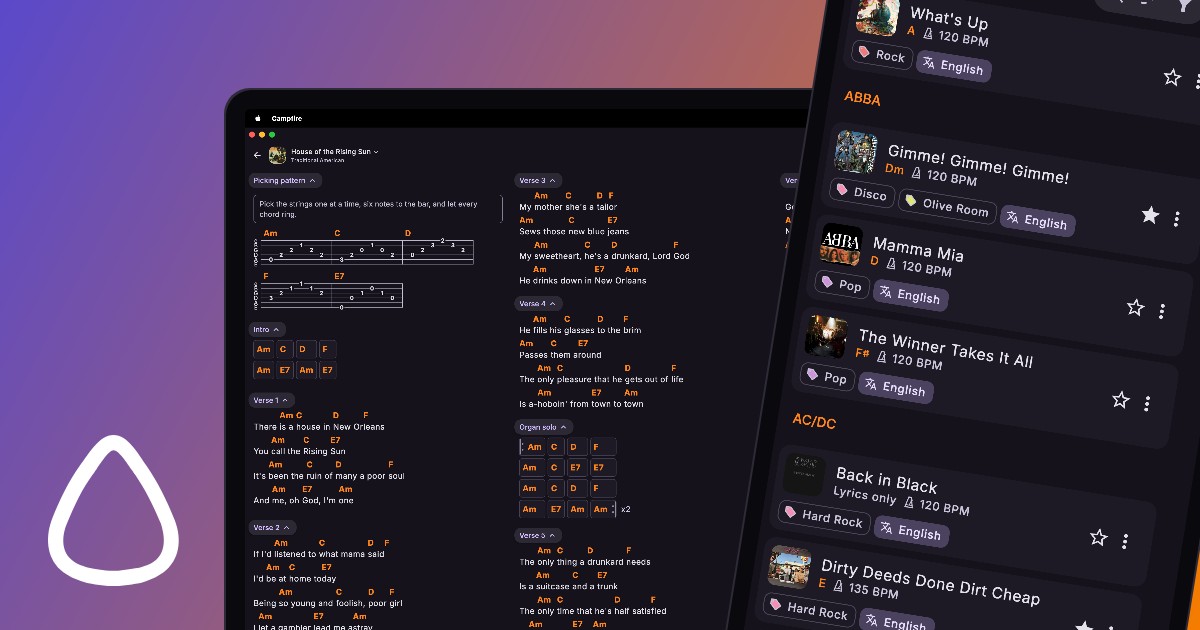 Campfire
House of the Rising Sun
Traditional American
Picking pattern
Pick the strings one at a time, six notes to the bar, and let every
chord ring.
Am C D
F E7
Intro
Am C D F
Am E7 Am E7
Verse 1
Am C D F
There is a house in New Orleans
Am C E7
You call the Rising Sun
Am C D F
It's been the ruin of many a poor soul
Am E7 Am
And me, oh God, I'm one
Verse 2
Am C D F
If I'd listened to what mama said
Am C E7
I'd be at home today
Am C D F
Being so young and foolish, poor girl
Am E7 Am
I let a gambler lead me astray
Verse 3
Am C D F
My mother she's a tailor
Am C E7
Sews those new blue jeans
Am C D F
My sweetheart, he's a drunkard, Lord God
Am E7 Am
He drinks down in New Orleans
Verse 4
Am C D F
He fills his glasses to the brim
Am C E7
Passes them around
Am C D F
The only pleasure that he gets out of life
Am E7 Am
Is a-hoboin' from town to town
Organ solo
Am C D F
Am C E7 E7
Am C D F
Am E7 Am Am x2
Verse 5
Am C D F
The only thing a drunkard needs
Am C E7
Is a suitcase and a trunk
Am C D F
The only time that he's half satisfied
Am E7 Am
What's Up
A 120 BPM
Rock English
ABBA
Gimme! Gimme! Gimme!
Dm 120 BPM
Disco Olive Room English
ABBA
Mamma Mia
D 120 BPM
Pop English
The Winner Takes It All
F# 120 BPM
Pop English
AC/DC
Back in Black
Lyrics only 120 BPM
Hard Rock English
Dirty Deeds Done Dirt Cheap
E 135 BPM
Hard Rock English